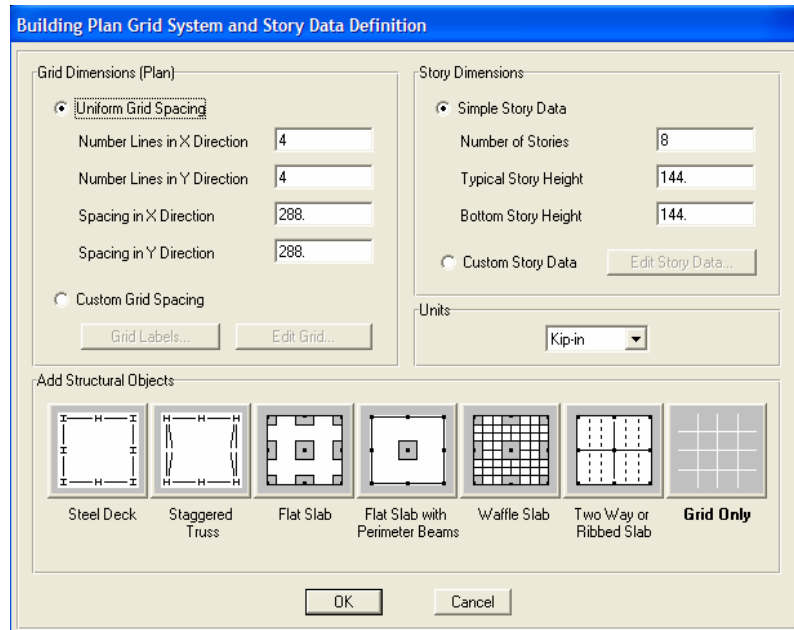 Building Plan Grid System and Story Data Definition
Grid Dimensions (Plan)
Uniform Grid Spacing
Number Lines in X Direction 4
Number Lines in Y Direction 4
Spacing in X Direction 288.
Spacing in Y Direction 288.
Custom Grid Spacing
Grid Labels... Edit Grid...
Story Dimensions
Simple Story Data
Number of Stories 8
Typical Story Height 144.
Bottom Story Height 144.
Custom Story Data Edit Story Data...
Units
Kip-in
Add Structural Objects
Steel Deck
Staggered
Truss
Flat Slab
Flat Slab with
Perimeter Beams
Waffle Slab
Two Way or
Ribbed Slab
Grid Only
OK Cancel